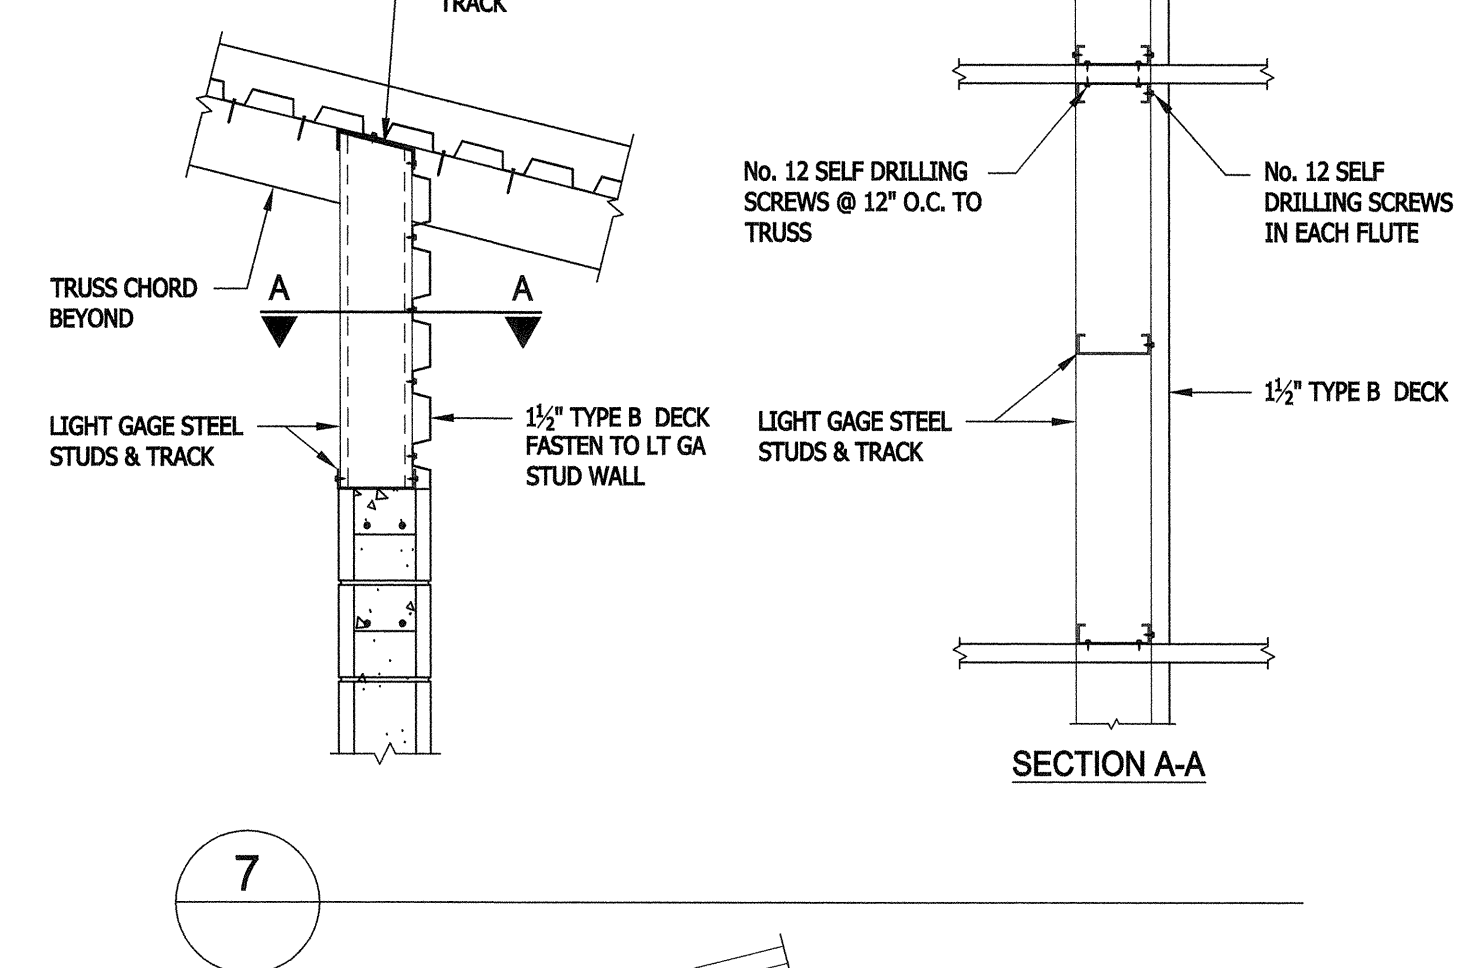 TRACK
No. 12 SELF DRILLING
SCREWS @ 12" O.C. TO
TRUSS
No. 12 SELF
DRILLING SCREWS
IN EACH FLUTE
TRUSS CHORD
BEYOND
A
A
LIGHT GAGE STEEL
STUDS & TRACK
1½" TYPE B DECK
FASTEN TO LT GA
STUD WALL
LIGHT GAGE STEEL
STUDS & TRACK
1½" TYPE B DECK
SECTION A-A
7